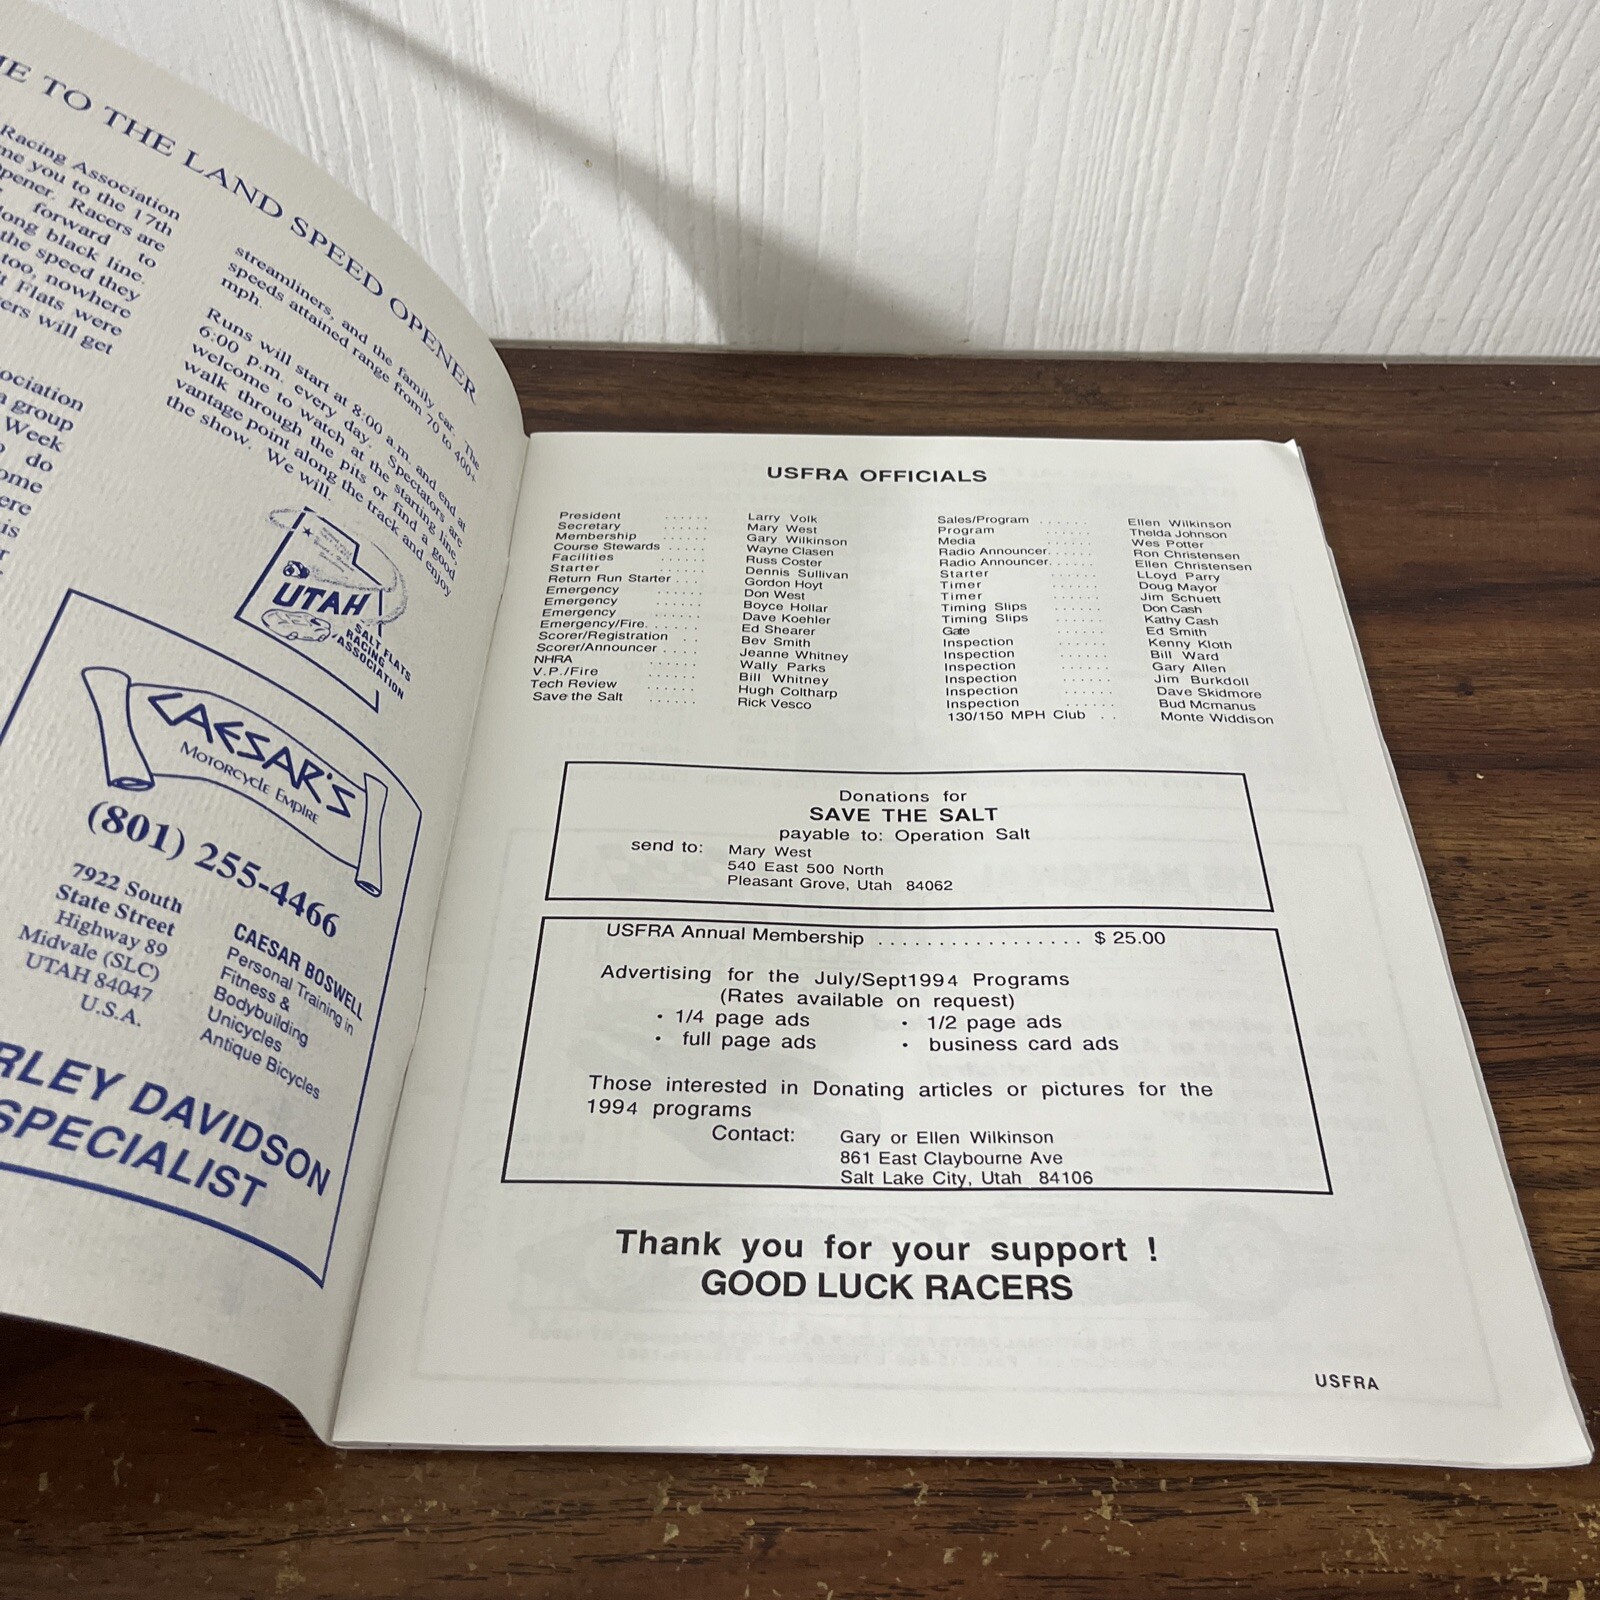 TO THE LAND SPEED OPENER
Racing Association
you to the 17th
Racers are
forward to
long black line.
the speed they
too, nowhere
Flats were
will get
a group
Week
do
streamliners, and the family car. The
speeds attained range from 70 to 400+
mph.
Runs will start at 8:00 a.m. and end at
6:00 p.m. every day. Spectators are
welcome to watch at the starting line,
walk through the pits or find a good
vantage point along the track and enjoy
the show. We will.
UTAH
SALT FLATS
RACING
ASSOCIATION
CAESAR'S
MOTORCYCLE EMPIRE
(801) 255-4466
7922 South
State Street
Highway 89
Midvale (SLC)
UTAH 84047
U.S.A.
CAESAR BOSWELL
Personal Training in
Fitness &
Bodybuilding
Unicycles
Antique Bicycles
DAVIDSON
SPECIALIST
USFRA OFFICIALS
President ...... Larry Volk
Secretary ...... Mary West
Membership ...... Gary Wilkinson
Course Stewards ..... Wayne Clasen
Facilities ...... Russ Coster
Starter ...... Dennis Sullivan
Return Run Starter ... Gordon Hoyt
Emergency ...... Don West
Emergency ...... Boyce Hollar
Emergency ...... Dave Koehler
Emergency/Fire. ..... Ed Shearer
Scorer/Registration .. Bev Smith
Scorer/Announcer .... Jeanne Whitney
NHRA ...... Wally Parks
V.P./Fire ...... Bill Whitney
Tech Review ...... Hugh Coltharp
Save the Salt ...... Rick Vesco
Sales/Program ...... Ellen Wilkinson
Program ...... Thelda Johnson
Media ...... Wes Potter
Radio Announcer...... Ron Christensen
Radio Announcer...... Ellen Christensen
Starter ...... LLoyd Parry
Timer ...... Doug Mayor
Timer ...... Jim Schuett
Timing Slips ...... Don Cash
Timing Slips ...... Kathy Cash
Gate ...... Ed Smith
Inspection ...... Kenny Kloth
Inspection ...... Bill Ward
Inspection ...... Gary Allen
Inspection ...... Jim Burkdoll
Inspection ...... Dave Skidmore
Inspection ...... Bud Mcmanus
130/150 MPH Club .. Monte Widdison
Donations for
SAVE THE SALT
payable to: Operation Salt
send to: Mary West
540 East 500 North
Pleasant Grove, Utah 84062
USFRA Annual Membership ................. $ 25.00
Advertising for the July/Sept1994 Programs
(Rates available on request)
• 1/4 page ads • 1/2 page ads
• full page ads • business card ads
Those interested in Donating articles or pictures for the
1994 programs
Contact: Gary or Ellen Wilkinson
861 East Claybourne Ave
Salt Lake City, Utah 84106
Thank you for your support !
GOOD LUCK RACERS
USFRA